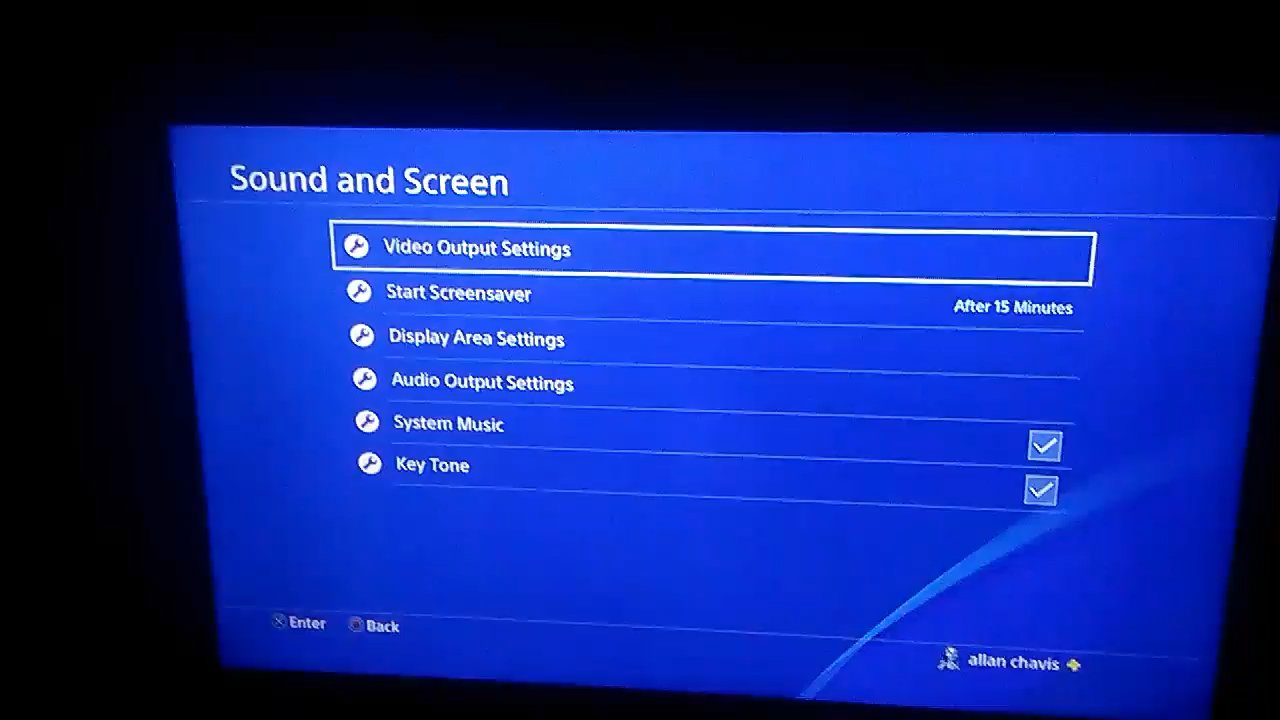 Sound and Screen
Video Output Settings
Start Screensaver After 15 Minutes
Display Area Settings
Audio Output Settings
System Music
Key Tone
Enter Back
allan chavis